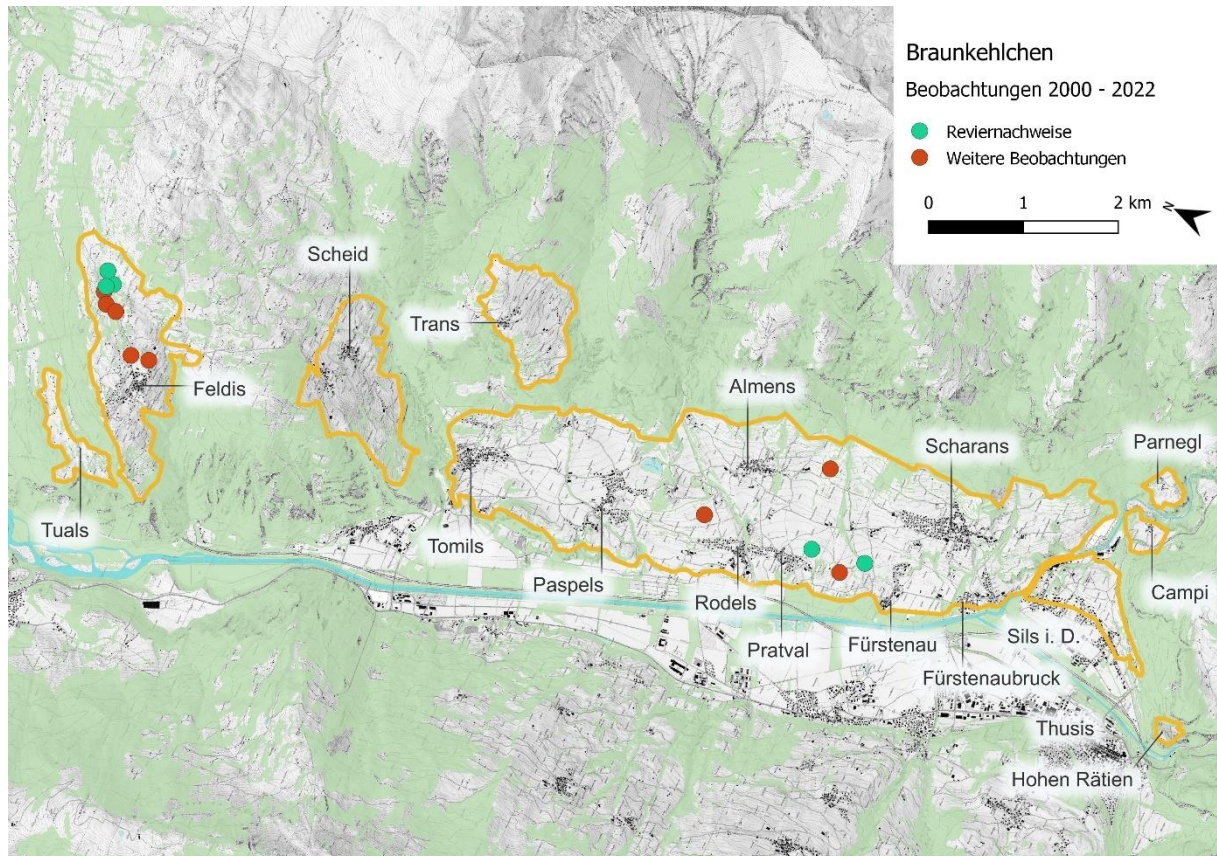 Braunkehlchen
Beobachtungen 2000 - 2022
Reviernachweise
Weitere Beobachtungen
0 1 2 km
N
Scheid
Trans
Feldis
Almens
Scharans
Parnegl
Tuals
Tomils
Paspels
Rodels
Pratval
Fürstenau
Fürstenaubruck
Sils i. D.
Campi
Thusis
Hohen Rätien